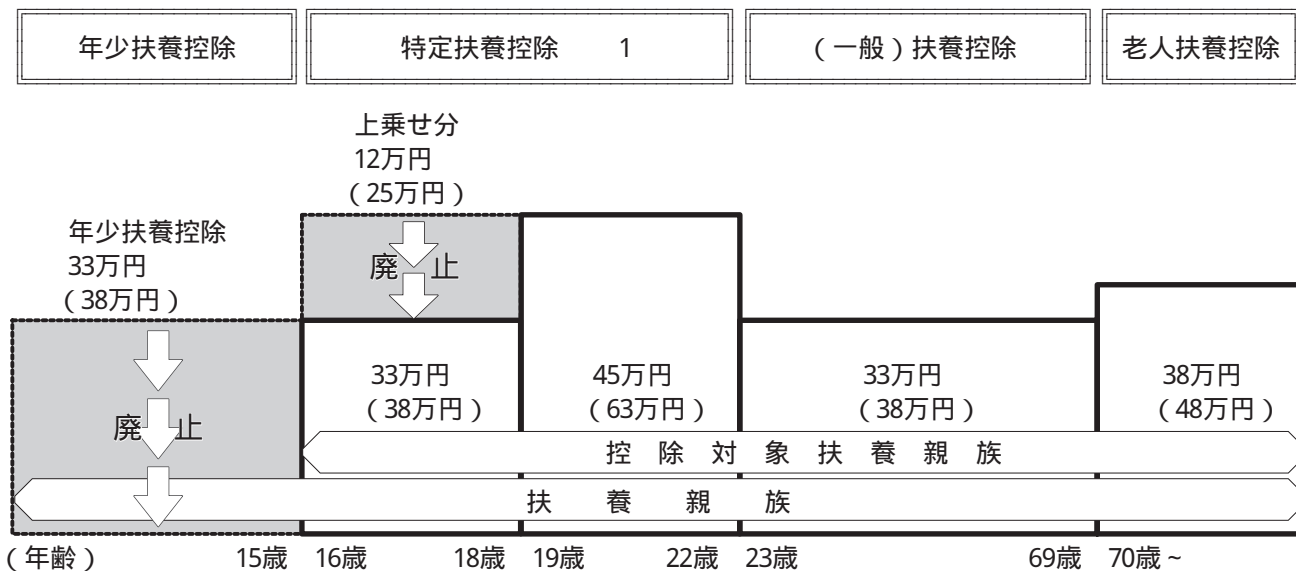 年少扶養控除
特定扶養控除 1
（一般）扶養控除
老人扶養控除
上乗せ分
12万円
（25万円）
年少扶養控除
33万円
（38万円）
廃止
廃止
33万円
（38万円）
45万円
（63万円）
33万円
（38万円）
38万円
（48万円）
控除対象扶養親族
扶養親族
（年齢） 15歳 16歳 18歳 19歳 22歳 23歳 69歳 70歳～